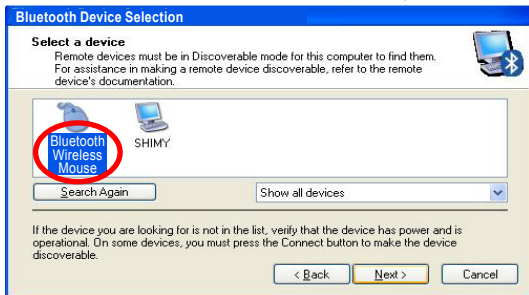 Bluetooth Device Selection
Select a device
Remote devices must be in Discoverable mode for this computer to find them.
For assistance in making a remote device discoverable, refer to the remote
device's documentation.
Bluetooth
Wireless
Mouse
SHIMY
Search Again
Show all devices
If the device you are looking for is not in the list, verify that the device has power and is
operational. On some devices, you must press the Connect button to make the device
discoverable.
< Back
Next >
Cancel